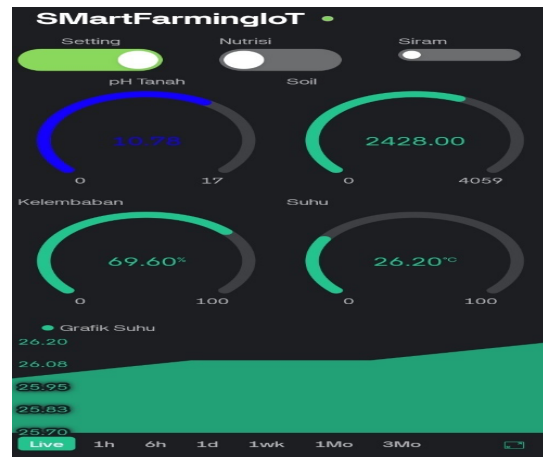 SMartFarmingIoT
Setting Nutrisi Siram
pH Tanah Soil
10.76 2428.00
0 17 0 4059
Kelembaban Suhu
69.60% 26.20°C
0 100 0 100
Grafik Suhu
26.20
26.08
25.95
25.83
25.70
Live 1h 6h 1d 1wk 1Mo 3Mo